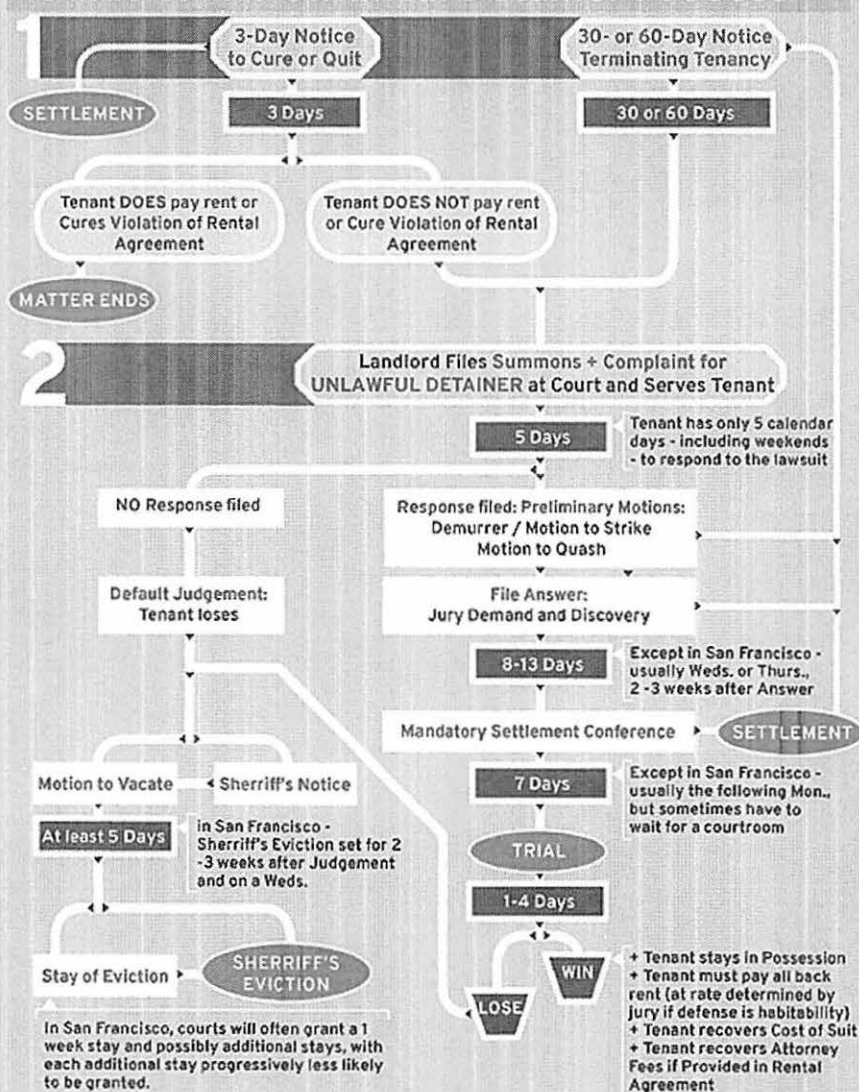 1
3-Day Notice
to Cure or Quit
30- or 60-Day Notice
Terminating Tenancy
SETTLEMENT
3 Days
30 or 60 Days
Tenant DOES pay rent or
Cures Violation of Rental
Agreement
Tenant DOES NOT pay rent
or Cure Violation of Rental
Agreement
MATTER ENDS
2
Landlord Files Summons + Complaint for
UNLAWFUL DETAINER at Court and Serves Tenant
5 Days
Tenant has only 5 calendar
days - including weekends
- to respond to the lawsuit
NO Response filed
Response filed: Preliminary Motions:
Demurrer / Motion to Strike
Motion to Quash
Default Judgement:
Tenant loses
File Answer:
Jury Demand and Discovery
8-13 Days
Except in San Francisco -
usually Weds. or Thurs.,
2 -3 weeks after Answer
Mandatory Settlement Conference
SETTLEMENT
Motion to Vacate
Sherriff's Notice
7 Days
Except in San Francisco -
usually the following Mon.,
but sometimes have to
wait for a courtroom
At least 5 Days
in San Francisco -
Sherriff's Eviction set for 2
-3 weeks after Judgement
and on a Weds.
TRIAL
1-4 Days
Stay of Eviction
SHERRIFF'S
EVICTION
LOSE
WIN
+ Tenant stays in Possession
+ Tenant must pay all back
rent (at rate determined by
jury if defense is habitability)
+ Tenant recovers Cost of Suit
+ Tenant recovers Attorney
Fees if Provided in Rental
Agreement
In San Francisco, courts will often grant a 1
week stay and possibly additional stays, with
each additional stay progressively less likely
to be granted.